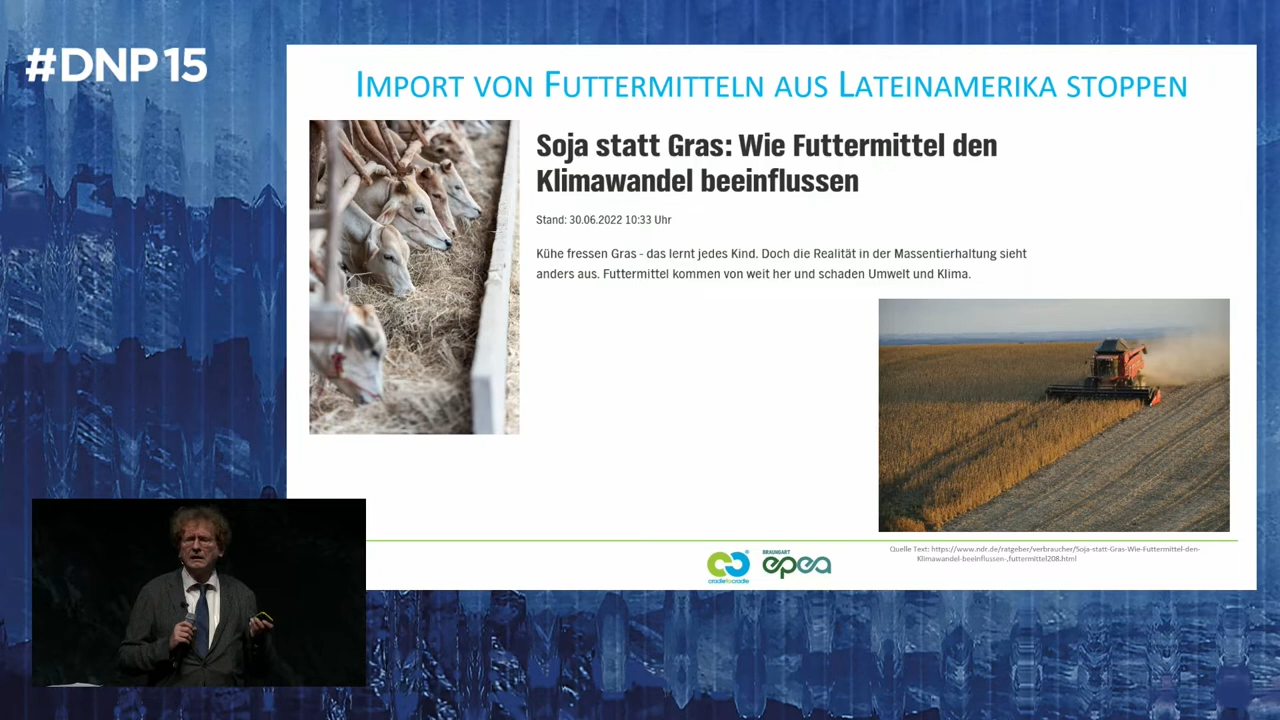 #DNP15
IMPORT VON FUTTERMITTELN AUS LATEINAMERIKA STOPPEN
Soja statt Gras: Wie Futtermittel den
Klimawandel beeinflussen
Stand: 30.06.2022 10:33 Uhr
Kühe fressen Gras - das lernt jedes Kind. Doch die Realität in der Massentierhaltung sieht
anders aus. Futtermittel kommen von weit her und schaden Umwelt und Klima.
cradletocradle
BRAUNGART
epea
Quelle Text: https://www.ndr.de/ratgeber/verbraucher/Soja-statt-Gras-Wie-Futtermittel-den-
Klimawandel-beeinflussen-,futtermittel208.html